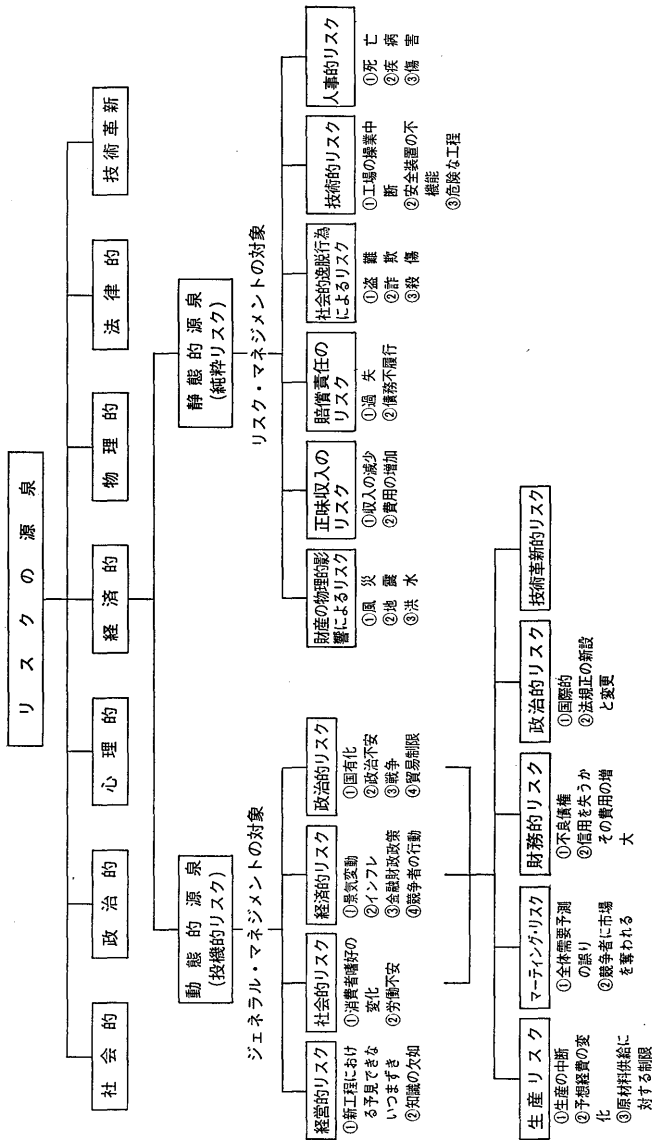 リスクの源泉
社会的
政治的
心理的
経済的
物理的
法律的
技術革新
動態的源泉
(投機的リスク)
静態的源泉
(純粋リスク)
ジェネラル・マネジメントの対象
リスク・マネジメントの対象
経営的リスク
①新工程におけ
る予見できな
いつまずき
②知識の欠如
社会的リスク
①消費者嗜好の
変化
②労働不安
経済的リスク
①景気変動
②インフレ
③金融財政政策
④競争者の行動
政治的リスク
①国有化
②政治不安
③戦争
④貿易制限
財産の物理的影
響によるリスク
①風災
②地震
③洪水
正味収入の
リスク
①収入の減少
②費用の増加
賠償責任の
リスク
①過失
②債務不履行
社会的逸脱行為
によるリスク
①盗難
②詐欺
③殺傷
技術的リスク
①工場の操業中
断
②安全装置の不
機能
③危険な工程
人事的リスク
①死亡
②疾病
③傷害
生産リスク
①生産の中断
②予想経費の変
化
③原材料供給に
対する制限
マーティング・リスク
①全体需要予測
の誤り
②競争者に市場
を奪われる
財務的リスク
①不良債権
②信用を失うか
その費用の増
大
政治的リスク
①国際的
②法規正の新設
と変更
技術革新的リスク